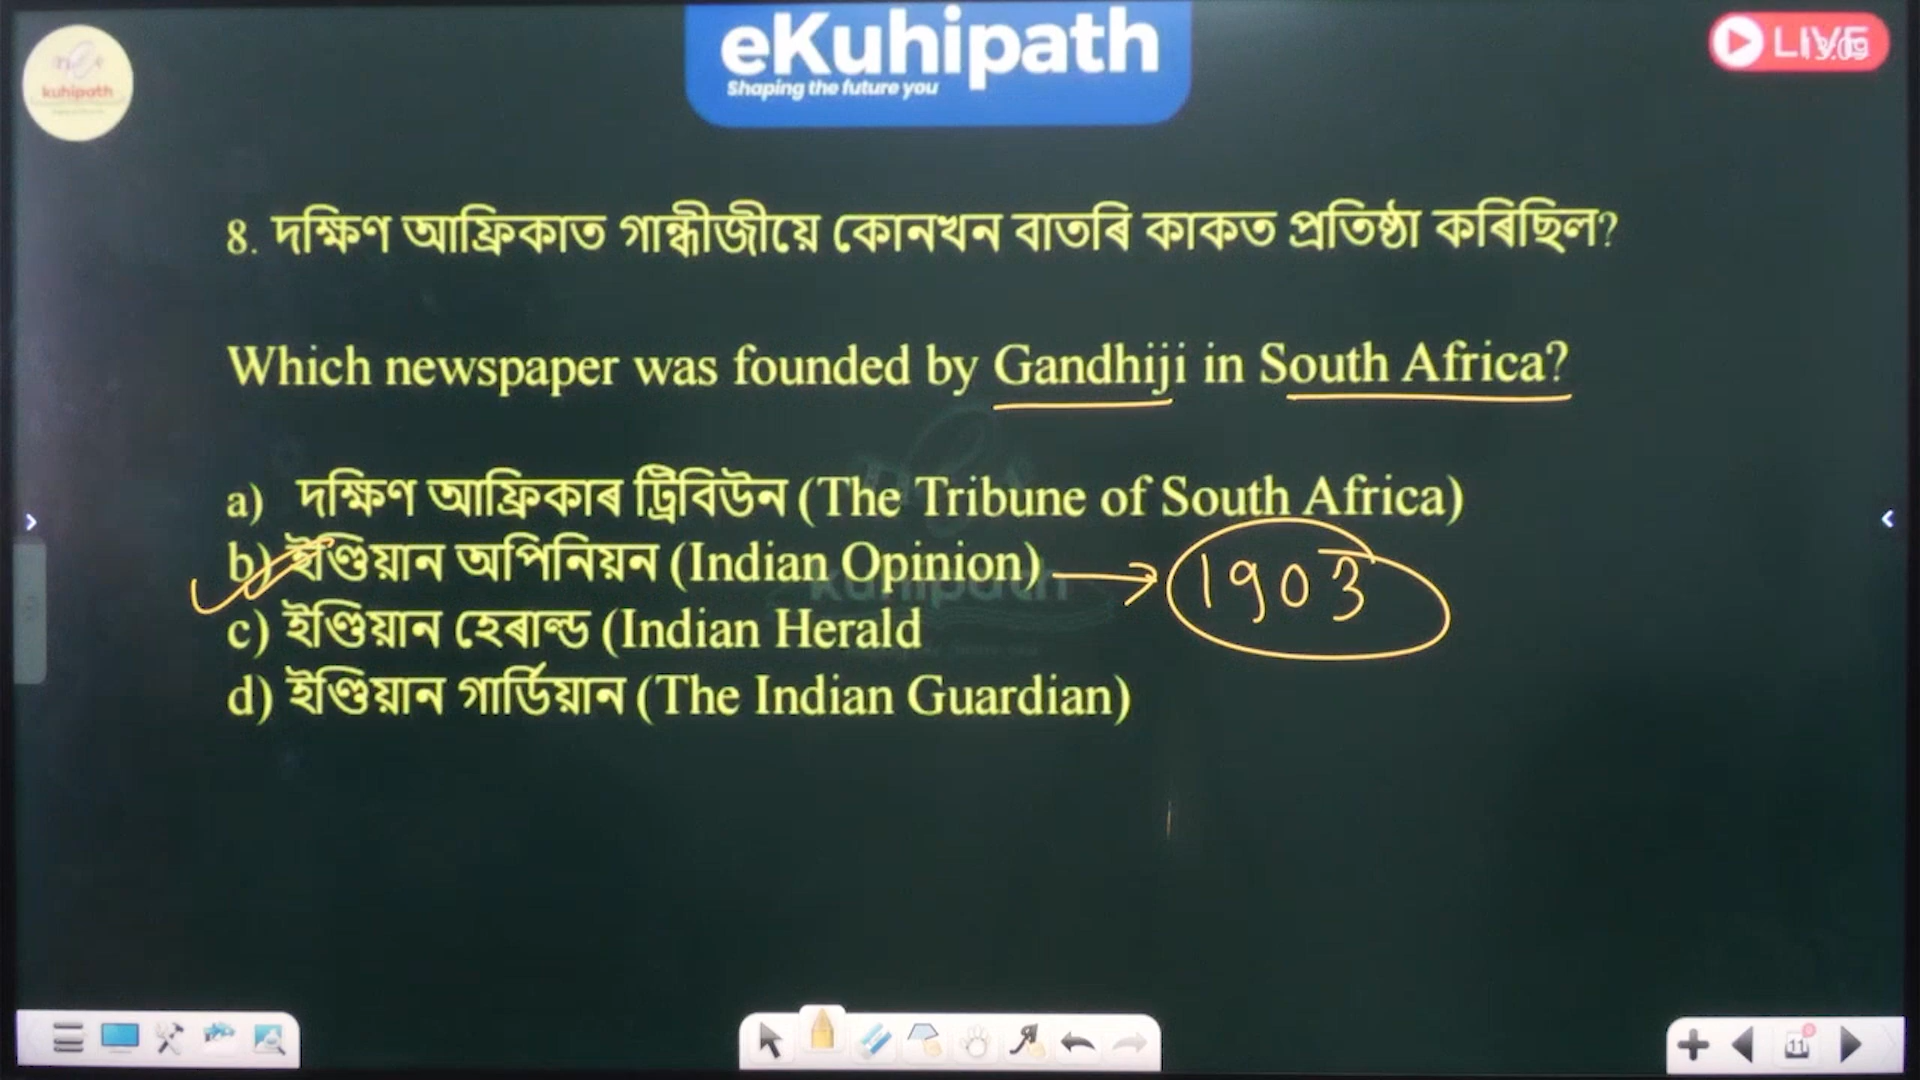 eKuhipath
Shaping the future you
kuhipath
LIVE
8. দক্ষিণ আফ্ৰিকাত গান্ধীজীয়ে কোনখন বাতৰি কাকত প্ৰতিষ্ঠা কৰিছিল?
Which newspaper was founded by Gandhiji in South Africa?
a) দক্ষিণ আফ্ৰিকাৰ ট্ৰিবিউন (The Tribune of South Africa)
b) ইণ্ডিয়ান অপিনিয়ন (Indian Opinion) → 1903
c) ইণ্ডিয়ান হেৰাল্ড (Indian Herald
d) ইণ্ডিয়ান গাৰ্ডিয়ান (The Indian Guardian)
kuhipath
11